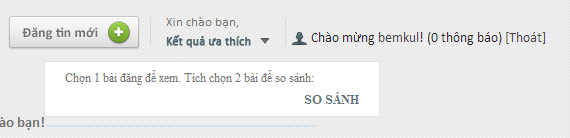 Đăng tin mới
Xin chào bạn,
Kết quả ưa thích
Chào mừng bemkul! (0 thông báo) [Thoát]
Chọn 1 bài đăng để xem. Tích chọn 2 bài để so sánh:
SO SÁNH
ào bạn!